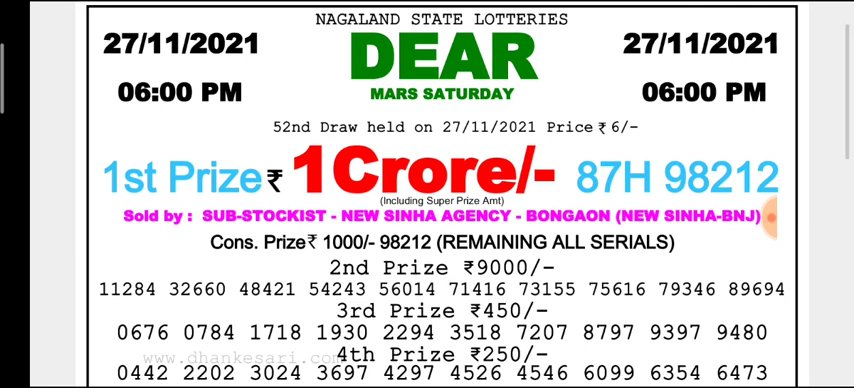 NAGALAND STATE LOTTERIES
27/11/2021 DEAR 27/11/2021
06:00 PM MARS SATURDAY 06:00 PM
52nd Draw held on 27/11/2021 Price ₹ 6/-
1st Prize ₹ 1Crore/- 87H 98212
(Including Super Prize Amt)
Sold by : SUB-STOCKIST - NEW SINHA AGENCY - BONGAON (NEW SINHA-BNJ)
Cons. Prize₹ 1000/- 98212 (REMAINING ALL SERIALS)
2nd Prize ₹9000/-
11284 32660 48421 54243 56014 71416 73155 75616 79346 89694
3rd Prize ₹450/-
0676 0784 1718 1930 2294 3518 7207 8797 9397 9480
www.dhankesari.com
4th Prize ₹250/-
0442 2202 3024 3697 4297 4526 4546 6099 6354 6473